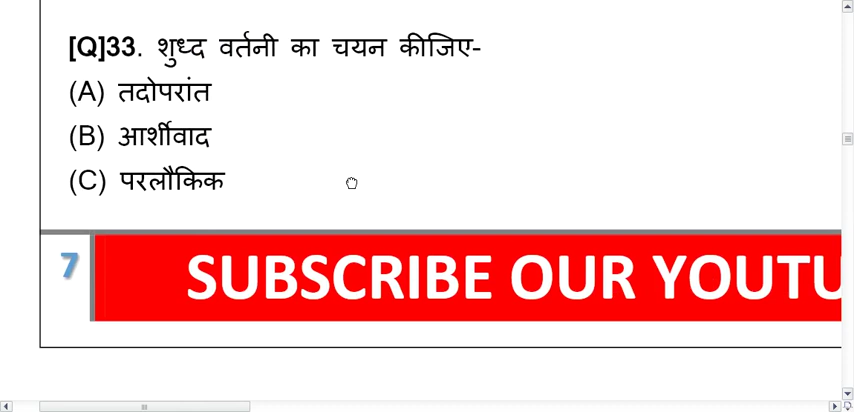 [Q]33. शुध्द वर्तनी का चयन कीजिए-
(A) तदोपरांत
(B) आर्शीवाद
(C) परलौकिक
7 SUBSCRIBE OUR YOUTU